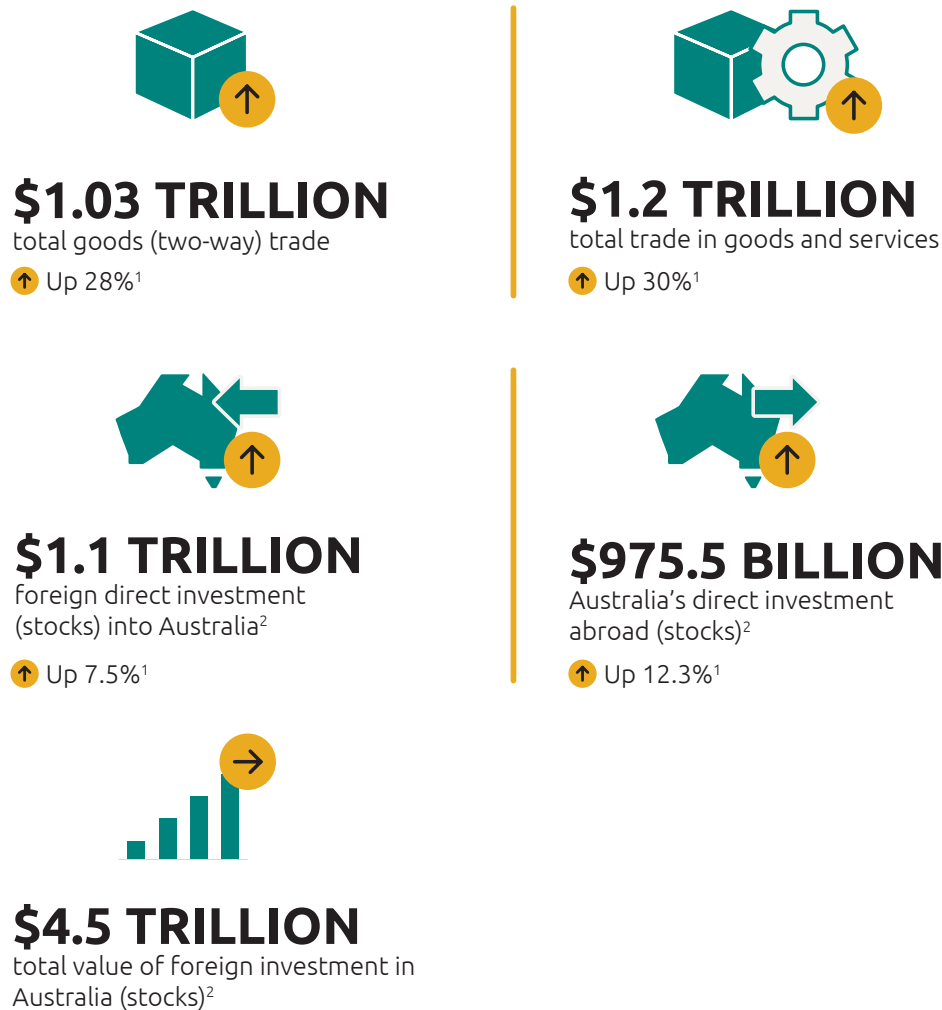 $1.03 TRILLION
total goods (two-way) trade
Up 28%¹
$1.2 TRILLION
total trade in goods and services
Up 30%¹
$1.1 TRILLION
foreign direct investment
(stocks) into Australia²
Up 7.5%¹
$975.5 BILLION
Australia’s direct investment
abroad (stocks)²
Up 12.3%¹
$4.5 TRILLION
total value of foreign investment in
Australia (stocks)²